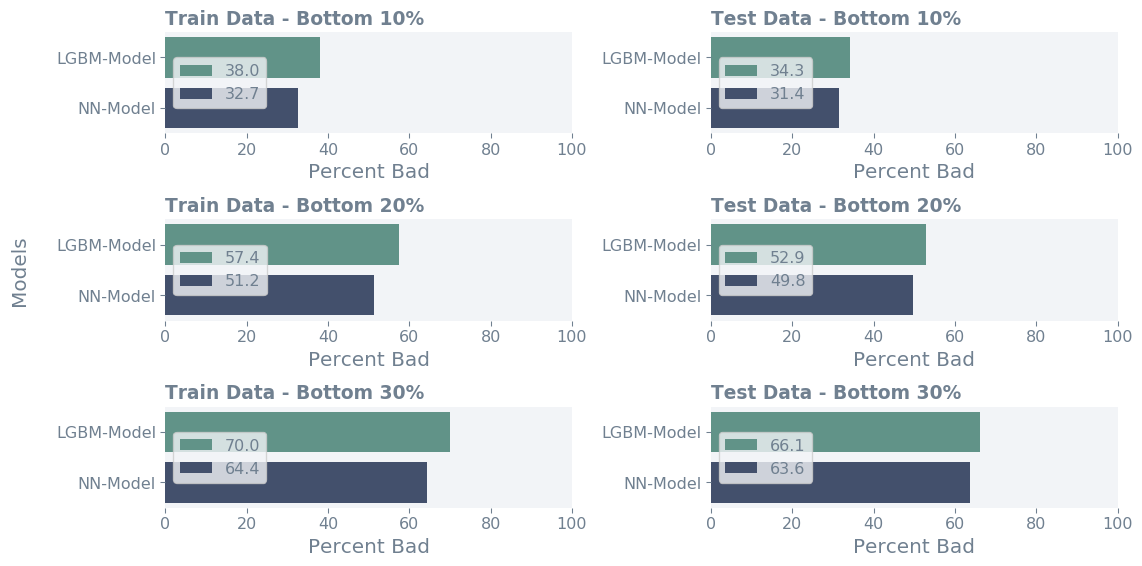 Train Data - Bottom 10%
LGBM-Model
NN-Model
38.0
32.7
0 20 40 60 80 100
Percent Bad
Test Data - Bottom 10%
LGBM-Model
NN-Model
34.3
31.4
0 20 40 60 80 100
Percent Bad
Models
Train Data - Bottom 20%
LGBM-Model
NN-Model
57.4
51.2
0 20 40 60 80 100
Percent Bad
Test Data - Bottom 20%
LGBM-Model
NN-Model
52.9
49.8
0 20 40 60 80 100
Percent Bad
Train Data - Bottom 30%
LGBM-Model
NN-Model
70.0
64.4
0 20 40 60 80 100
Percent Bad
Test Data - Bottom 30%
LGBM-Model
NN-Model
66.1
63.6
0 20 40 60 80 100
Percent Bad